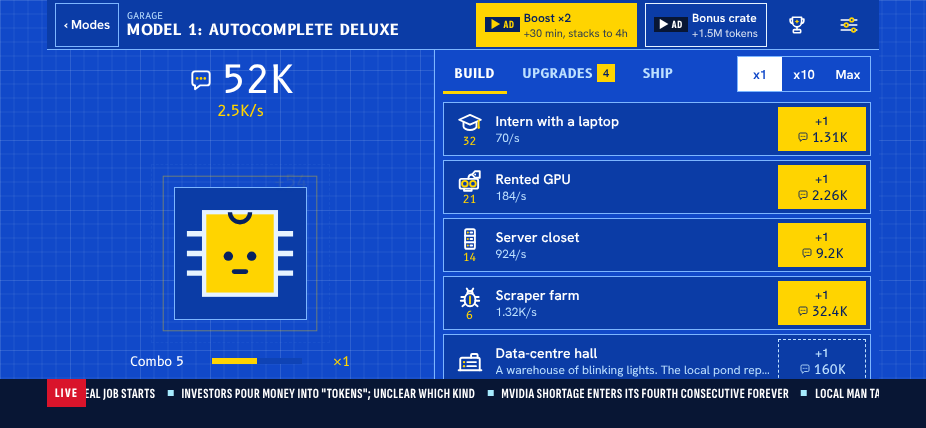 ‹ Modes
GARAGE
MODEL 1: AUTOCOMPLETE DELUXE
AD
Boost ×2
+30 min, stacks to 4h
AD
Bonus crate
+1.5M tokens
52K
2.5K/s
Combo 5
×1
BUILD
UPGRADES 4
SHIP
x1
x10
Max
32
Intern with a laptop
70/s
+1
1.31K
21
Rented GPU
184/s
+1
2.26K
14
Server closet
924/s
+1
9.2K
6
Scraper farm
1.32K/s
+1
32.4K
Data-centre hall
A warehouse of blinking lights. The local pond rep...
+1
160K
LIVE
EAL JOB STARTS ■ INVESTORS POUR MONEY INTO "TOKENS"; UNCLEAR WHICH KIND ■ MVIDIA SHORTAGE ENTERS ITS FOURTH CONSECUTIVE FOREVER ■ LOCAL MAN TA